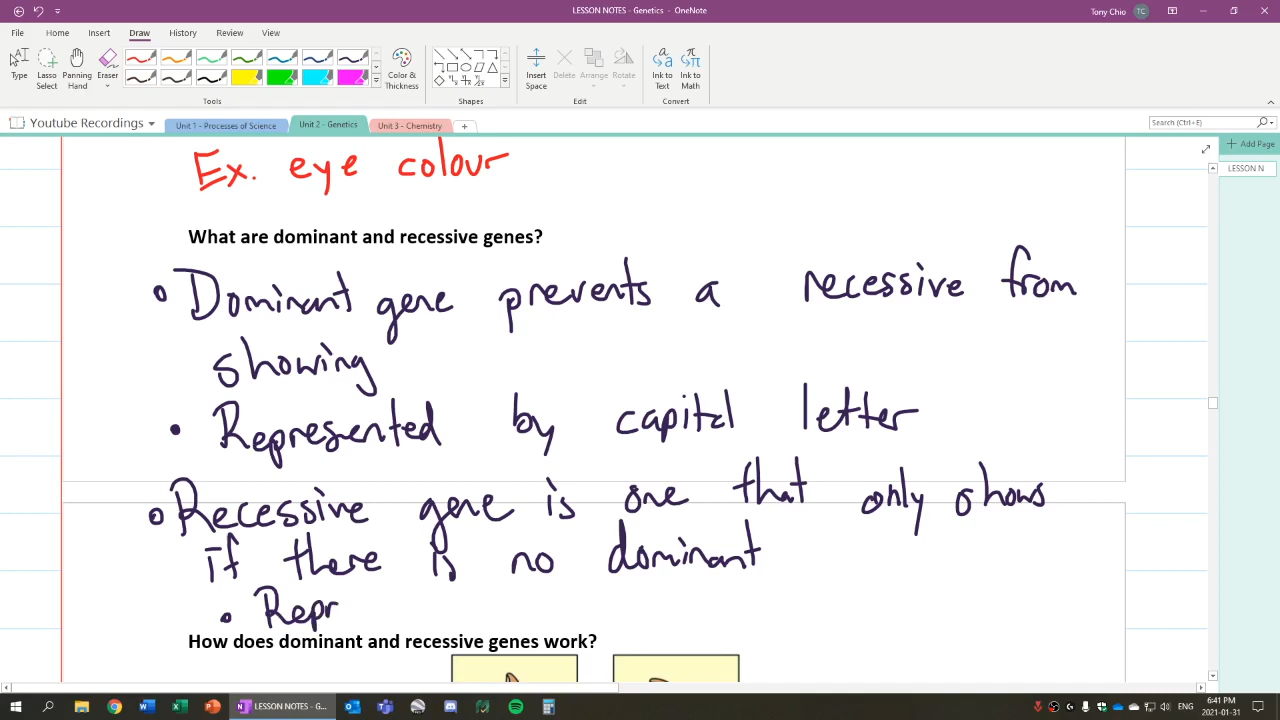 LESSON NOTES - Genetics - OneNote
Tony Chio TC
File Home Insert Draw History Review View
Type
Lasso Select
Panning Hand
Eraser
Color & Thickness
Insert Space
Delete
Arrange
Rotate
Ink to Text
Ink to Math
Tools Shapes Edit Convert
Youtube Recordings
Unit 1 - Processes of Science
Unit 2 - Genetics
Unit 3 - Chemistry
Search (Ctrl+E)
Add Page
LESSON N
Ex. eye colour
What are dominant and recessive genes?
• Dominant gene prevents a recessive from
showing
• Represented by capital letter
• Recessive gene is one that only shows
if there is no dominant
• Repr
How does dominant and recessive genes work?
LESSON NOTES - G...
ENG
6:41 PM
2021-01-31